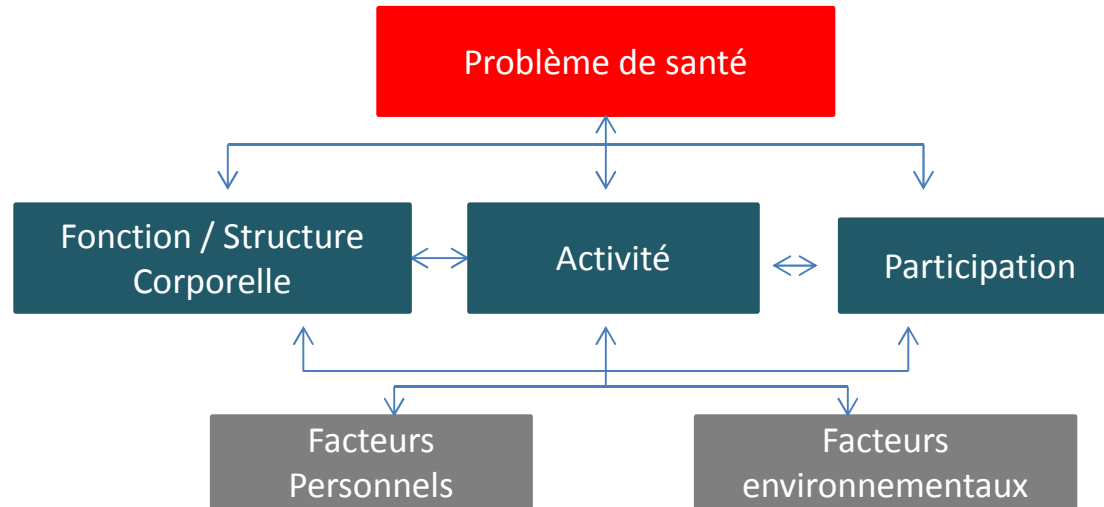 Problème de santé
Fonction / Structure
Corporelle
Activité
Participation
Facteurs
Personnels
Facteurs
environnementaux